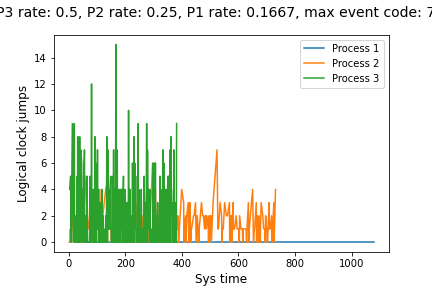 P3 rate: 0.5, P2 rate: 0.25, P1 rate: 0.1667, max event code: 7
Process 1
Process 2
Process 3
14
12
10
8
6
4
2
0
Logical clock jumps
0 200 400 600 800 1000
Sys time